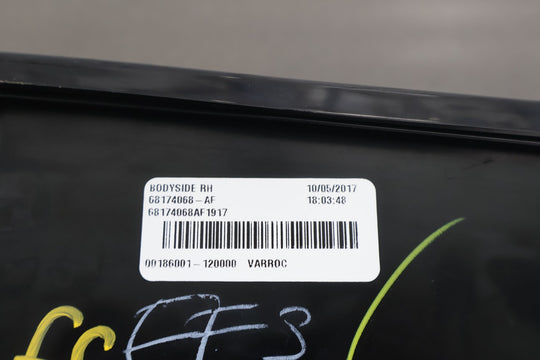 BODYSIDE RH 10/05/2017
68174068-AF 18:03:48
68174068AF1917
00186001-120000 VARROC